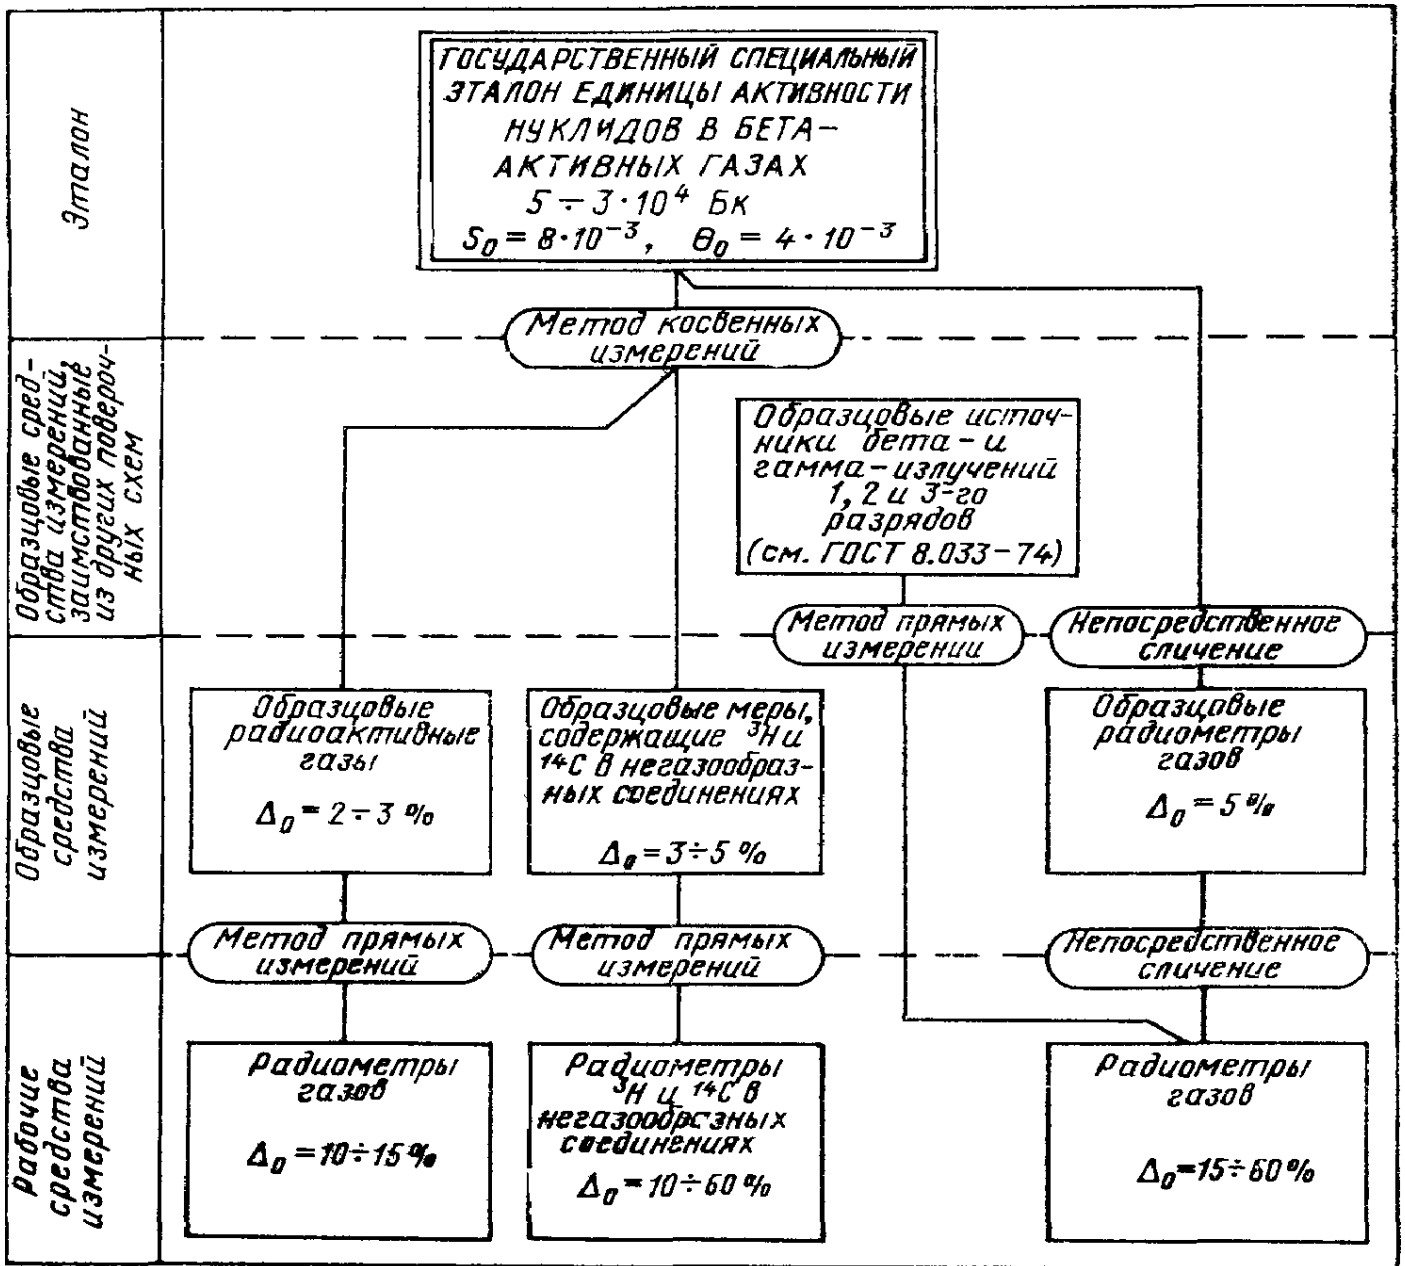 Эталон
ГОСУДАРСТВЕННЫЙ СПЕЦИАЛЬНЫЙ
ЭТАЛОН ЕДИНИЦЫ АКТИВНОСТИ
НУКЛИДОВ В БЕТА-
АКТИВНЫХ ГАЗАХ
5 ÷ 3·10⁴ Бк
S₀ = 8·10⁻³, Θ₀ = 4·10⁻³
Метод косвенных
измерений
Образцовые сред-
ства измерений,
заимствованные
из других повероч-
ных схем
Образцовые источ-
ники бета- и
гамма-излучений
1, 2 и 3-го
разрядов
(см. ГОСТ 8.033-74)
Метод прямых
измерении
Непосредственное
сличение
Образцовые
средства
измерений
Образцовые
радиоактивные
газы
Δ₀ = 2÷3 %
Образцовые меры,
содержащие ³H и
¹⁴C в негазообраз-
ных соединениях
Δ₀ = 3÷5 %
Образцовые
радиометры
газов
Δ₀ = 5 %
Метод прямых
измерений
Метод прямых
измерений
Непосредственное
сличение
Рабочие
средства
измерений
Радиометры
газов
Δ₀ = 10÷15 %
Радиометры
³H и ¹⁴C в
негазообразных
соединениях
Δ₀ = 10÷60 %
Радиометры
газов
Δ₀ = 15÷60 %